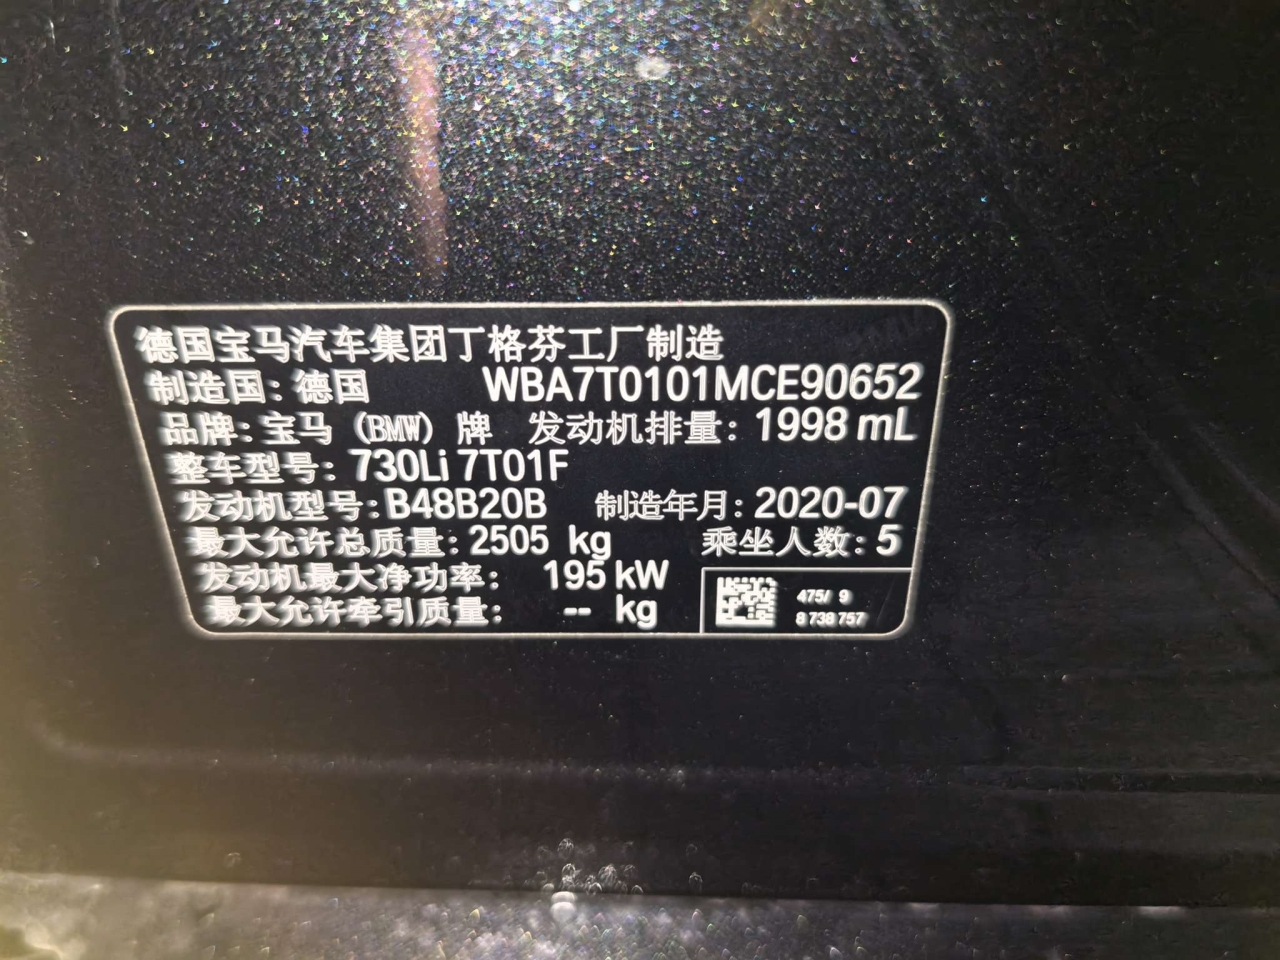 德国宝马汽车集团丁格芬工厂制造
制造国：德国 WBA7T0101MCE90652
品牌：宝马（BMW）牌 发动机排量：1998 mL
整车型号：730Li 7T01F
发动机型号：B48B20B 制造年月：2020-07
最大允许总质量：2505 kg 乘坐人数：5
发动机最大净功率： 195 kW
最大允许牵引质量： -- kg
475/ 9
8 738 757